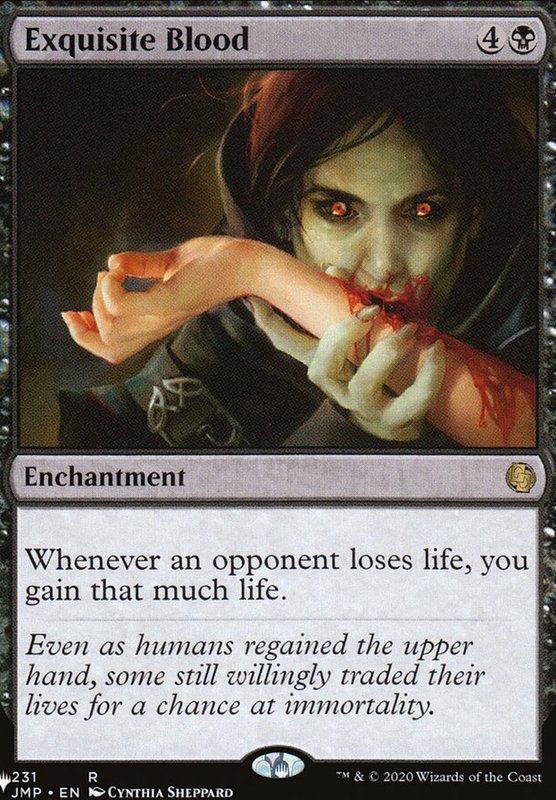 Exquisite Blood 4
Enchantment
Whenever an opponent loses life, you
gain that much life.
Even as humans regained the upper
hand, some still willingly traded their
lives for a chance at immortality.
231 R
JMP • EN Cynthia Sheppard
™ & © 2020 Wizards of the Coast